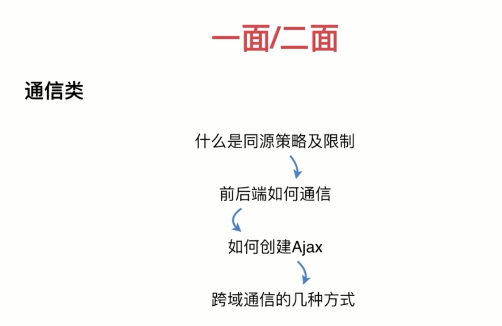 一面/二面
通信类
什么是同源策略及限制
前后端如何通信
如何创建Ajax
跨域通信的几种方式